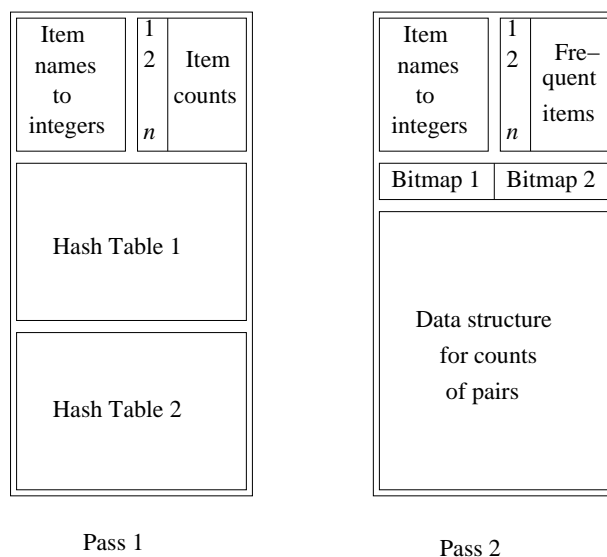 Item
names
to
integers
1
2
n
Item
counts
Hash Table 1
Hash Table 2
Pass 1
Item
names
to
integers
1
2
n
Fre–
quent
items
Bitmap 1 Bitmap 2
Data structure
for counts
of pairs
Pass 2